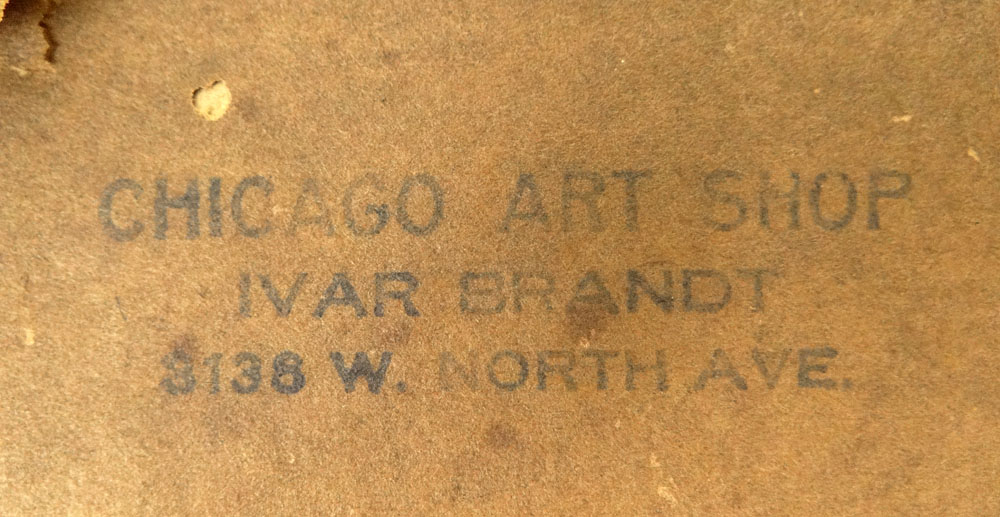 CHICAGO ART SHOP
IVAR BRANDT
3138 W. NORTH AVE.